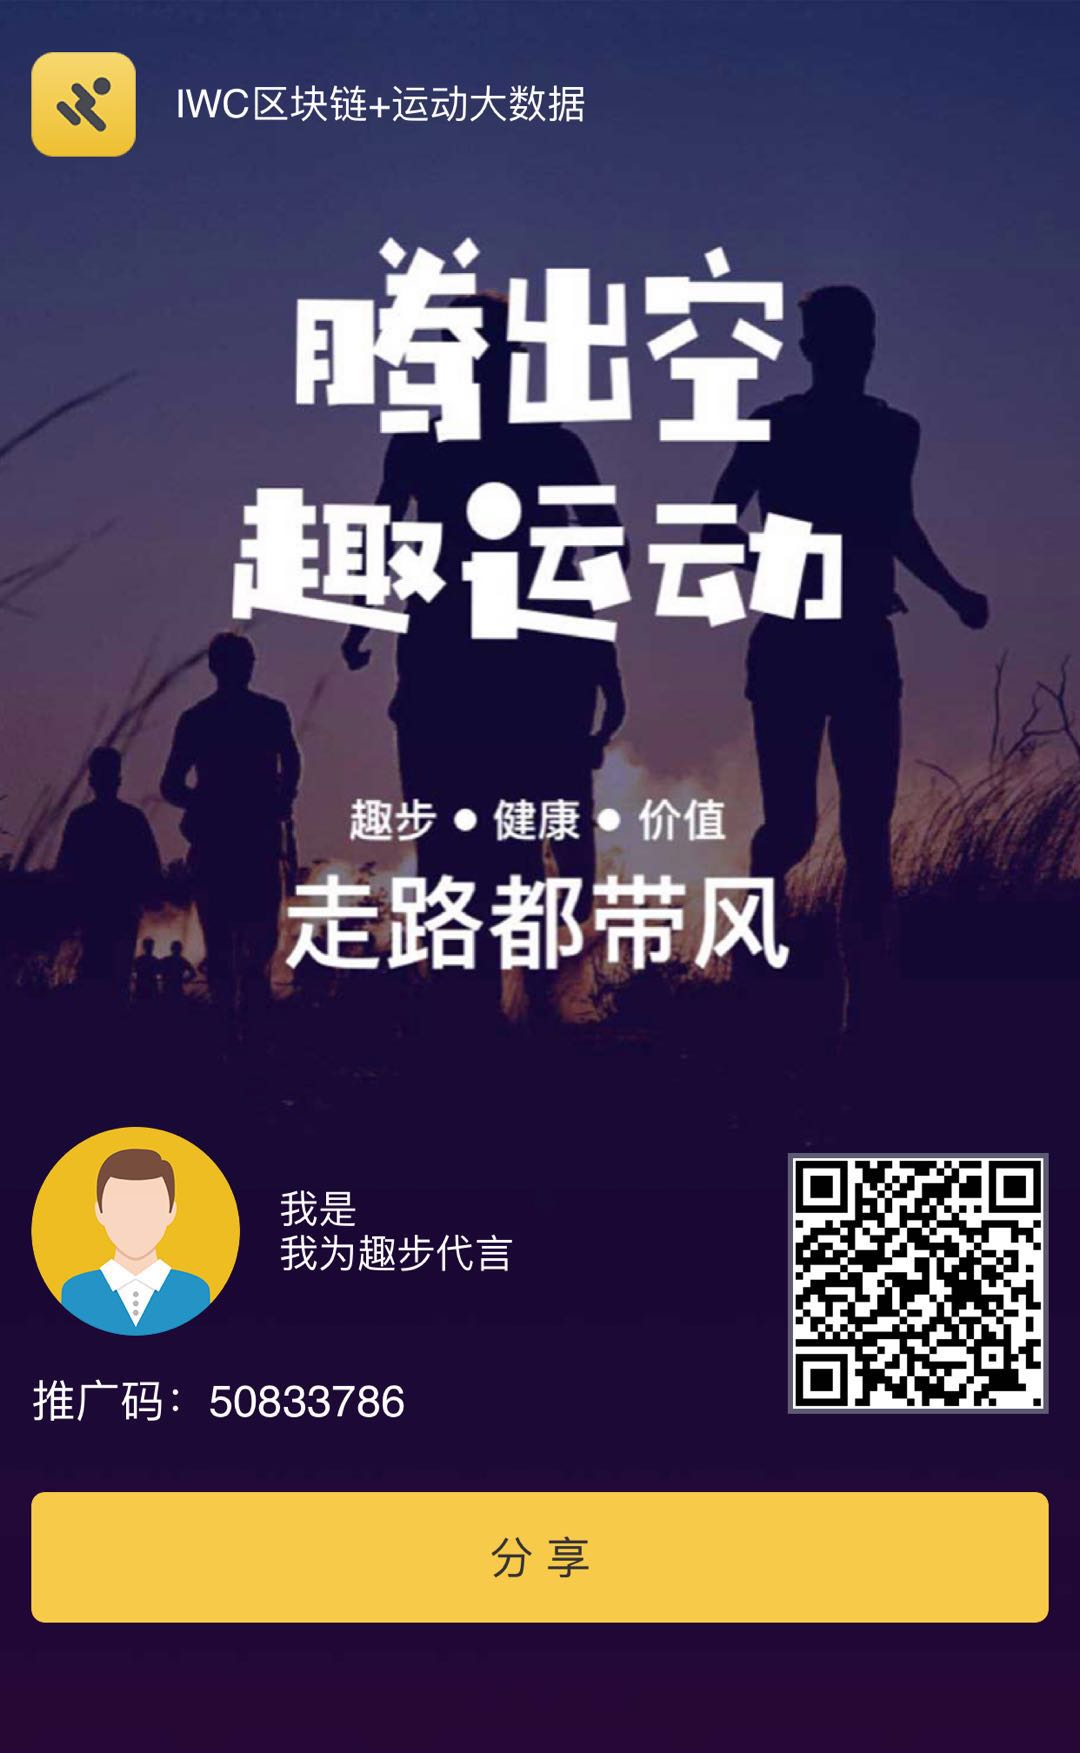 IWC区块链+运动大数据
腾出空
趣运动
趣步•健康•价值
走路都带风
我是
我为趣步代言
推广码：50833786
分享